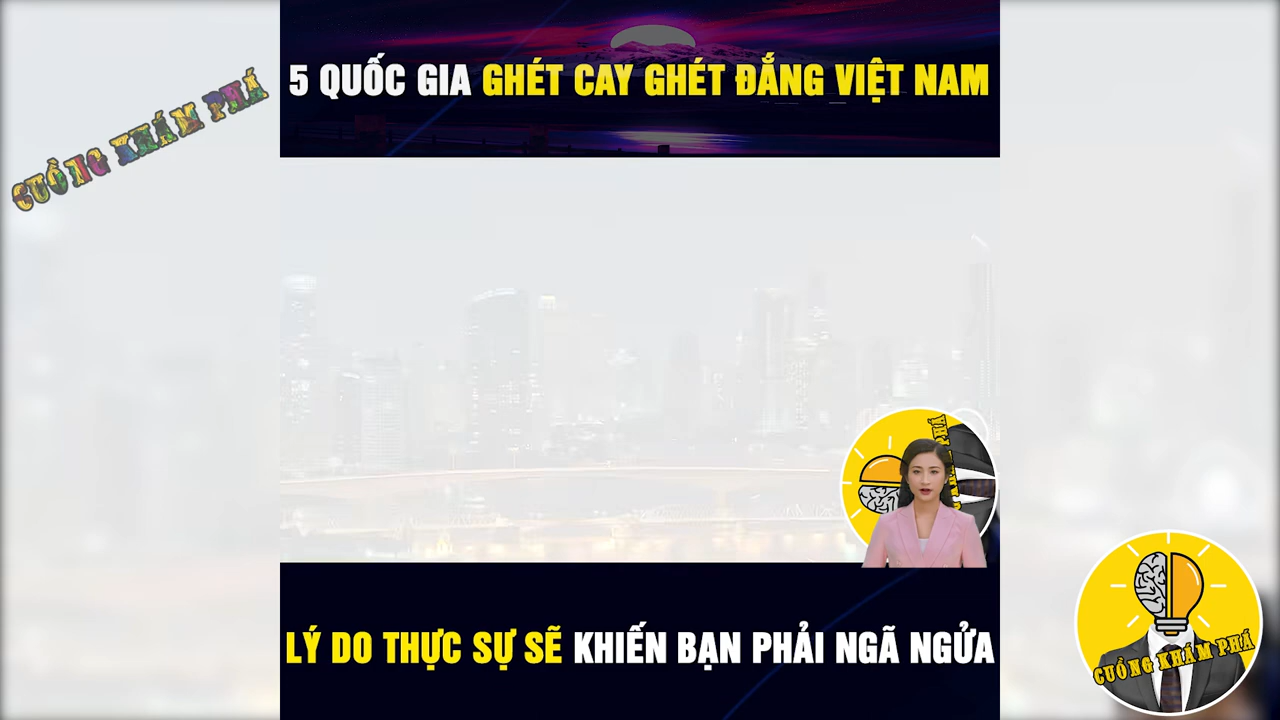 5 QUỐC GIA GHÉT CAY GHÉT ĐẮNG VIỆT NAM
CUỒNG KHÁM PHÁ
LÝ DO THỰC SỰ SẼ KHIẾN BẠN PHẢI NGÃ NGỬA
CUỒNG KHÁM PHÁ